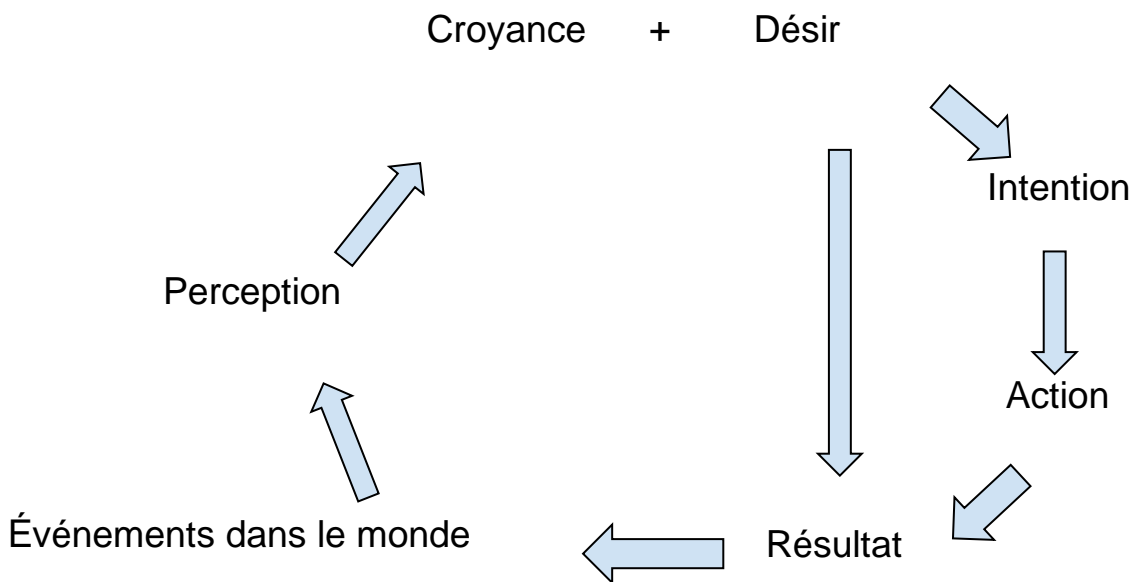 Croyance + Désir
Intention
Perception
Action
Événements dans le monde
Résultat